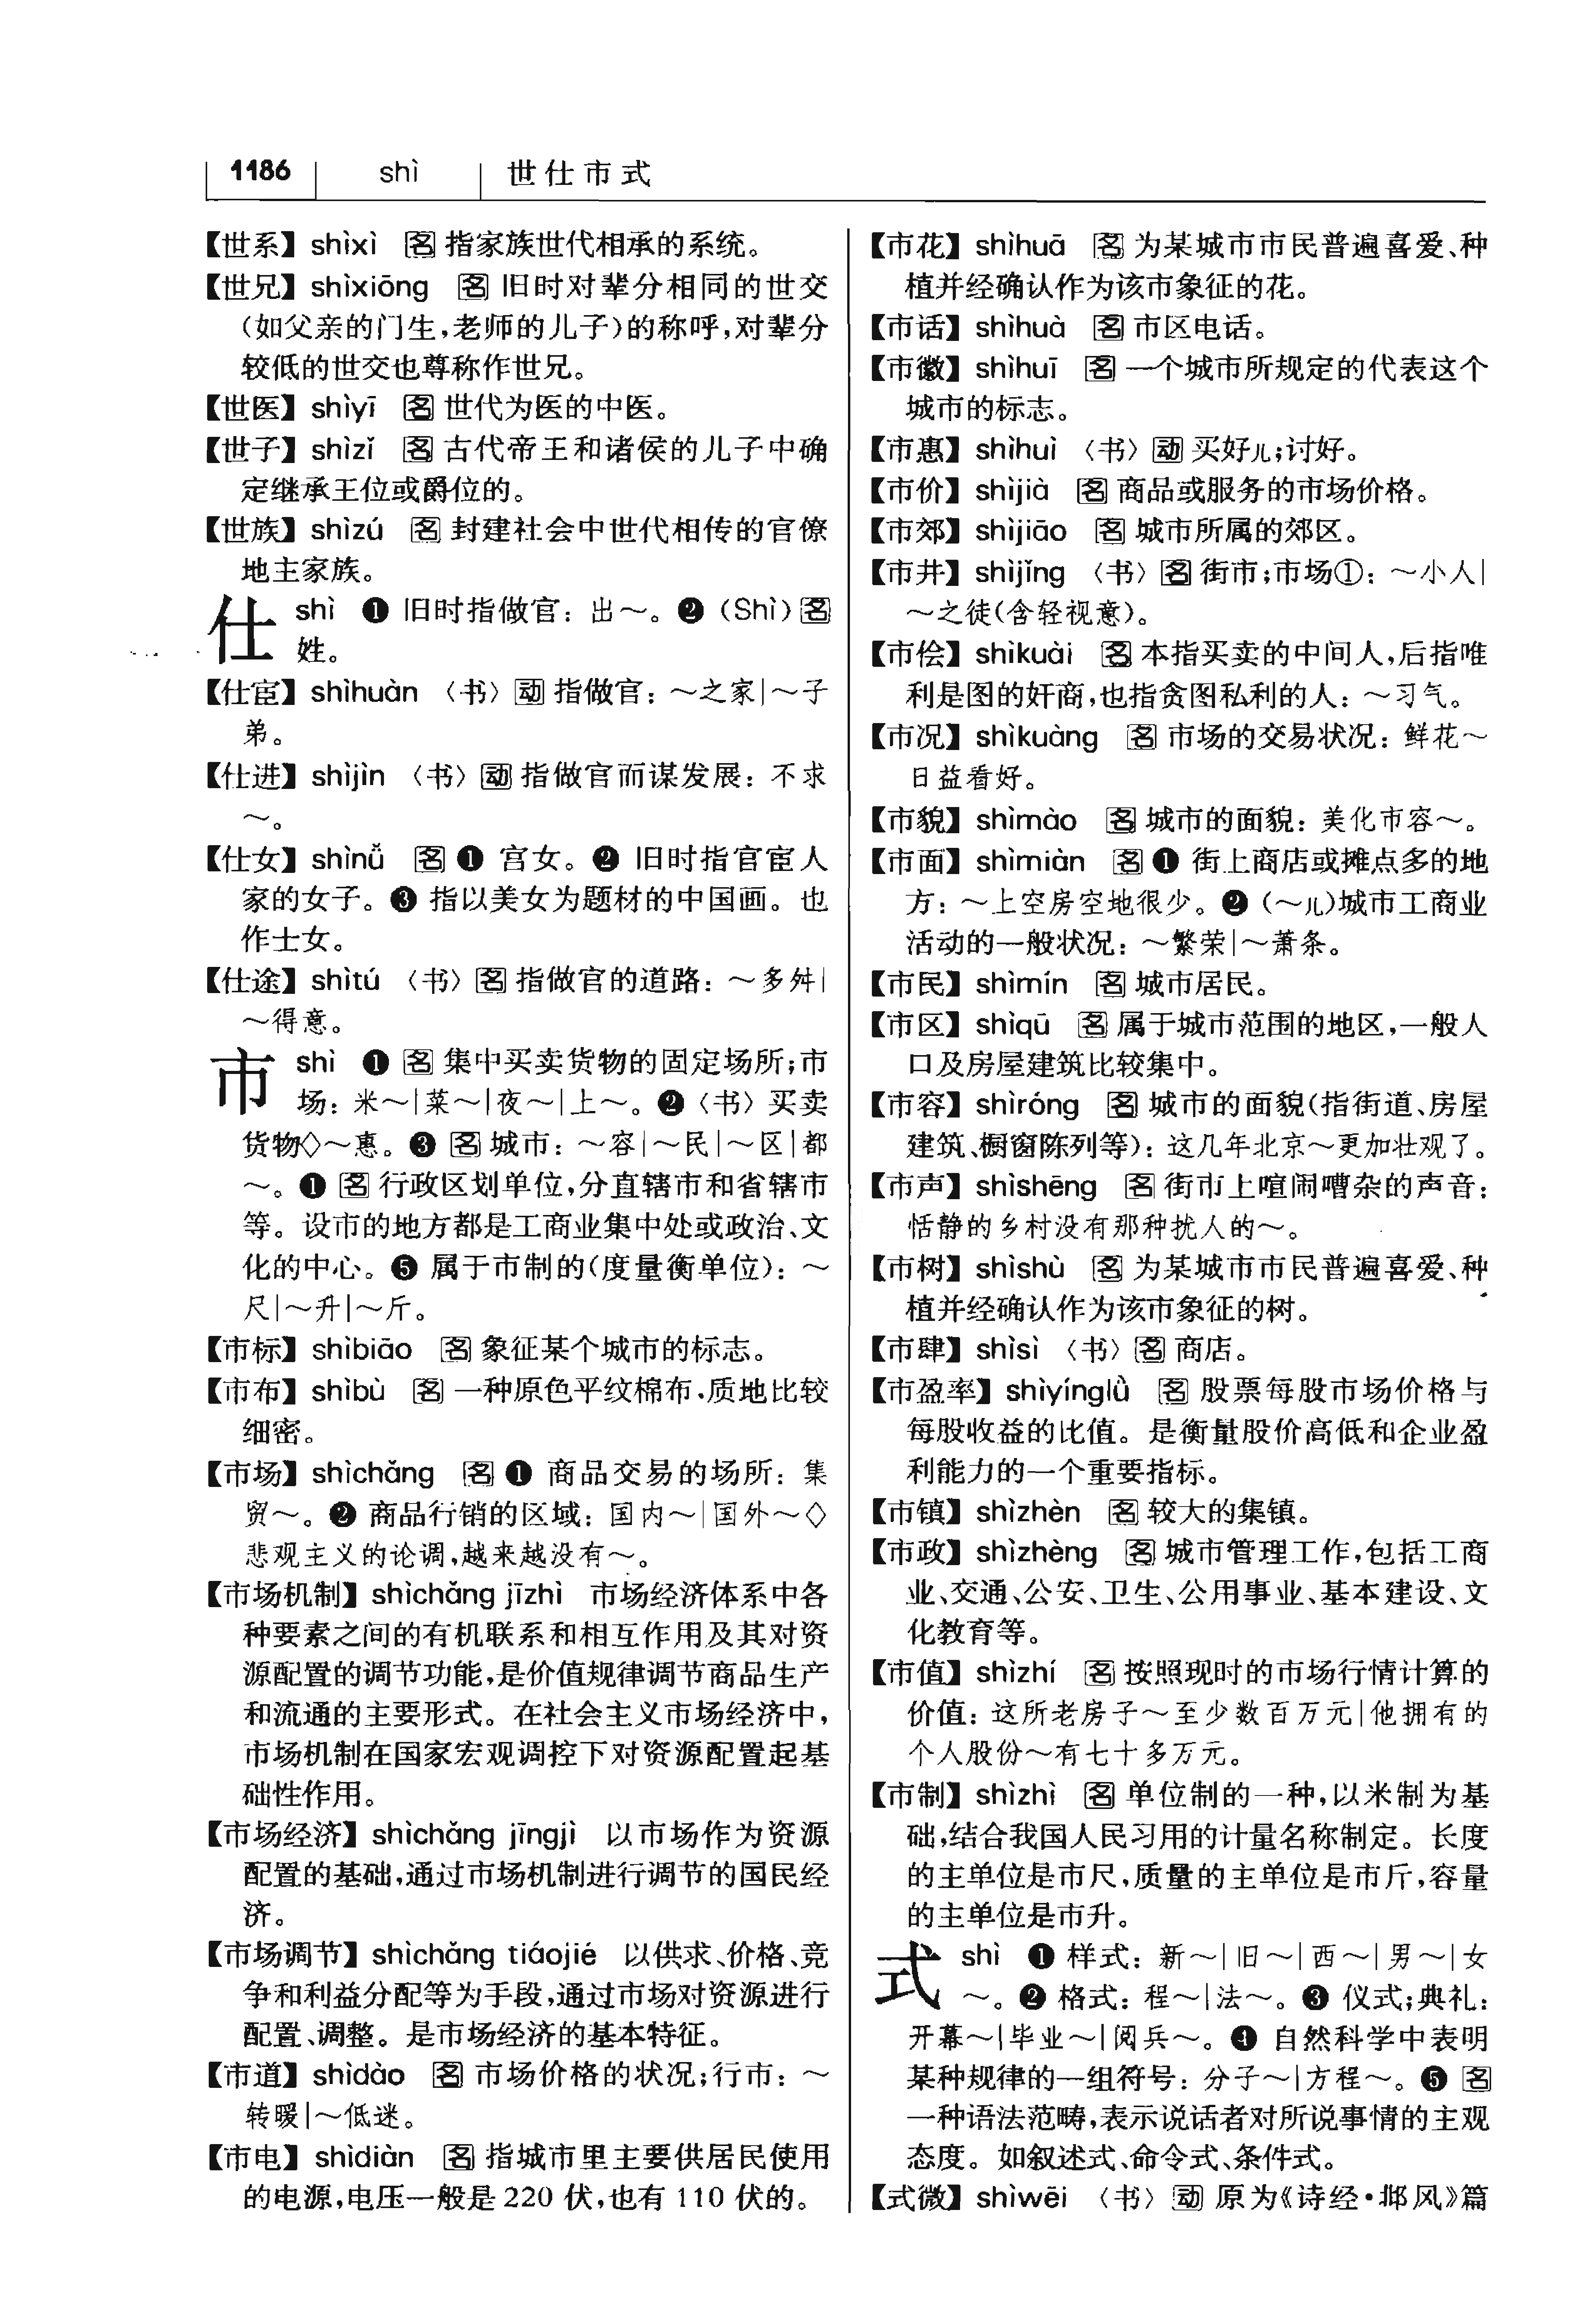 1186 shì 世仕市式
【世系】 shìxì 名 指家族世代相承的系统。
【世兄】 shìxiōng 名 旧时对辈分相同的世交
(如父亲的门生,老师的儿子)的称呼,对辈分
较低的世交也尊称作世兄。
【世医】 shìyī 名 世代为医的中医。
【世子】 shìzǐ 名 古代帝王和诸侯的儿子中确
定继承王位或爵位的。
【世族】 shìzú 名 封建社会中世代相传的官僚
地主家族。
仕 shì ❶ 旧时指做官: 出～。❷ (Shì) 名
姓。
【仕宦】 shìhuàn 〈书〉 动 指做官: ～之家|～子
弟。
【仕进】 shìjìn 〈书〉 动 指做官而谋发展: 不求
～。
【仕女】 shìnǚ 名 ❶ 宫女。❷ 旧时指官宦人
家的女子。❸ 指以美女为题材的中国画。也
作士女。
【仕途】 shìtú 〈书〉 名 指做官的道路: ～多舛|
～得意。
市 shì ❶ 名 集中买卖货物的固定场所;市
场: 米～|菜～|夜～|上～。❷〈书〉买卖
货物◇～惠。❸ 名 城市: ～容|～民|～区|都
～。❶ 名 行政区划单位,分直辖市和省辖市
等。设市的地方都是工商业集中处或政治、文
化的中心。❺ 属于市制的(度量衡单位): ～
尺|～升|～斤。
【市标】 shìbiāo 名 象征某个城市的标志。
【市布】 shìbù 名 一种原色平纹棉布,质地比较
细密。
【市场】 shìchǎng 名 ❶ 商品交易的场所: 集
贸～。❷ 商品行销的区域: 国内～|国外～◇
悲观主义的论调,越来越没有～。
【市场机制】 shìchǎng jīzhì 市场经济体系中各
种要素之间的有机联系和相互作用及其对资
源配置的调节功能,是价值规律调节商品生产
和流通的主要形式。在社会主义市场经济中,
市场机制在国家宏观调控下对资源配置起基
础性作用。
【市场经济】 shìchǎng jīngjì 以市场作为资源
配置的基础,通过市场机制进行调节的国民经
济。
【市场调节】 shìchǎng tiáojié 以供求、价格、竞
争和利益分配等为手段,通过市场对资源进行
配置、调整。是市场经济的基本特征。
【市道】 shìdào 名 市场价格的状况;行市: ～
转暖|～低迷。
【市电】 shìdiàn 名 指城市里主要供居民使用
的电源,电压一般是 220 伏,也有 110 伏的。
【市花】 shìhuā 名 为某城市市民普遍喜爱、种
植并经确认作为该市象征的花。
【市话】 shìhuà 名 市区电话。
【市徽】 shìhuī 名 一个城市所规定的代表这个
城市的标志。
【市惠】 shìhuì 〈书〉 动 买好儿;讨好。
【市价】 shìjià 名 商品或服务的市场价格。
【市郊】 shìjiāo 名 城市所属的郊区。
【市井】 shìjǐng 〈书〉 名 街市;市场①: ～小人|
～之徒(含轻视意)。
【市侩】 shìkuài 名 本指买卖的中间人,后指唯
利是图的奸商,也指贪图私利的人: ～习气。
【市况】 shìkuàng 名 市场的交易状况: 鲜花～
日益看好。
【市貌】 shìmào 名 城市的面貌: 美化市容～。
【市面】 shìmiàn 名 ❶ 街上商店或摊点多的地
方: ～上空房空地很少。❷ (～儿)城市工商业
活动的一般状况: ～繁荣|～萧条。
【市民】 shìmín 名 城市居民。
【市区】 shìqū 名 属于城市范围的地区,一般人
口及房屋建筑比较集中。
【市容】 shìróng 名 城市的面貌(指街道、房屋
建筑、橱窗陈列等): 这几年北京～更加壮观了。
【市声】 shìshēng 名 街市上喧闹嘈杂的声音:
恬静的乡村没有那种扰人的～。
【市树】 shìshù 名 为某城市市民普遍喜爱、种
植并经确认作为该市象征的树。
【市肆】 shìsì 〈书〉 名 商店。
【市盈率】 shìyínglǜ 名 股票每股市场价格与
每股收益的比值。是衡量股价高低和企业盈
利能力的一个重要指标。
【市镇】 shìzhèn 名 较大的集镇。
【市政】 shìzhèng 名 城市管理工作,包括工商
业、交通、公安、卫生、公用事业、基本建设、文
化教育等。
【市值】 shìzhí 名 按照现时的市场行情计算的
价值: 这所老房子～至少数百万元|他拥有的
个人股份～有七十多万元。
【市制】 shìzhì 名 单位制的一种,以米制为基
础,结合我国人民习用的计量名称制定。长度
的主单位是市尺,质量的主单位是市斤,容量
的主单位是市升。
式 shì ❶ 样式: 新～|旧～|西～|男～|女
～。❷ 格式: 程～|法～。❸ 仪式;典礼:
开幕～|毕业～|阅兵～。❹ 自然科学中表明
某种规律的一组符号: 分子～|方程～。❺ 名
一种语法范畴,表示说话者对所说事情的主观
态度。如叙述式、命令式、条件式。
【式微】 shìwēi 〈书〉 动 原为《诗经·邶风》篇